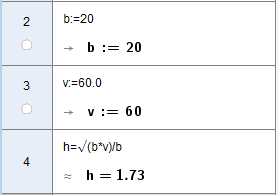 2
b:=20
→ b := 20
3
v:=60.0
→ v := 60
4
h=√(b*v)/b
≈ h = 1.73